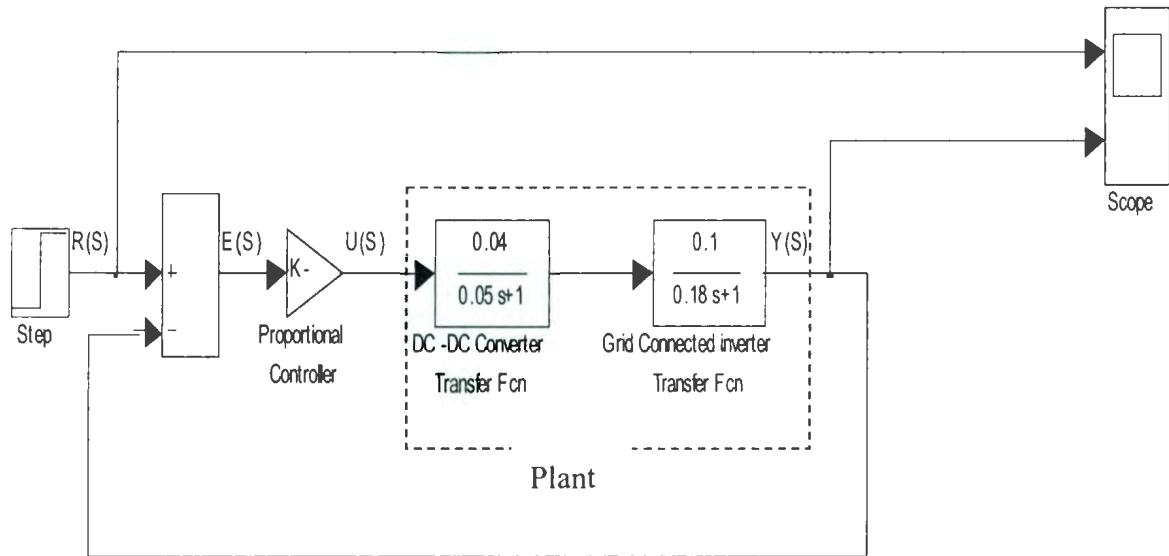 Scope
R(S)
E(S)
U(S)
Y(S)
+
−
K-
0.04
0.05 s+1
0.1
0.18 s+1
Step
Proportional
Controller
DC -DC Converter
Transfer Fcn
Grid Connected inverter
Transfer Fcn
Plant